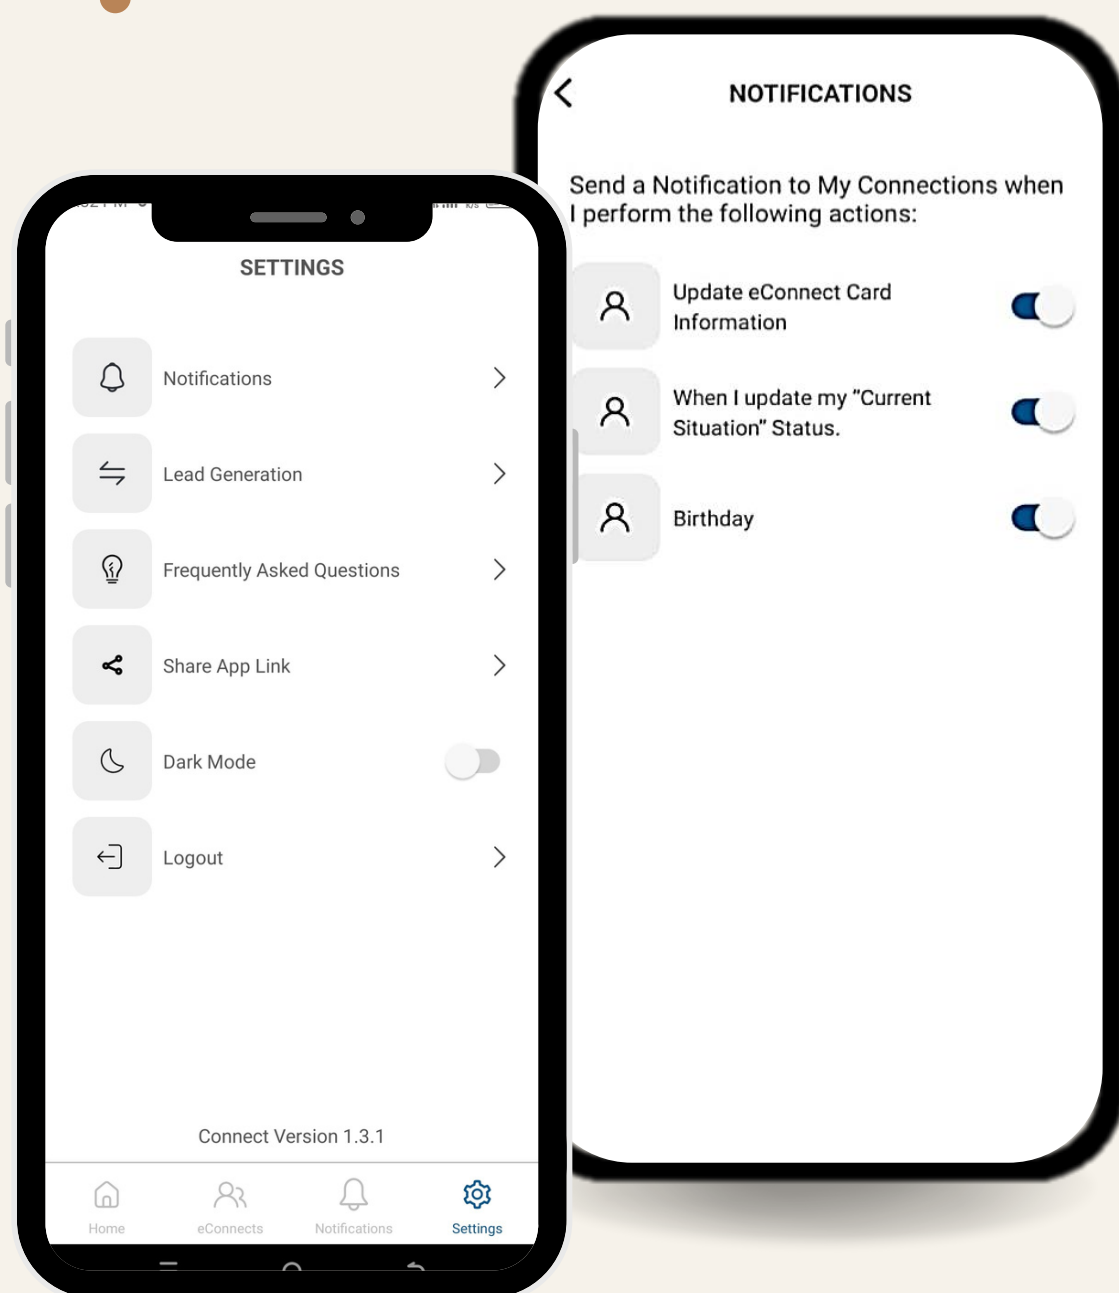 SETTINGS
Notifications
Lead Generation
Frequently Asked Questions
Share App Link
Dark Mode
Logout
Connect Version 1.3.1
Home
eConnects
Notifications
Settings
NOTIFICATIONS
Send a Notification to My Connections when
I perform the following actions:
Update eConnect Card
Information
When I update my "Current
Situation" Status.
Birthday